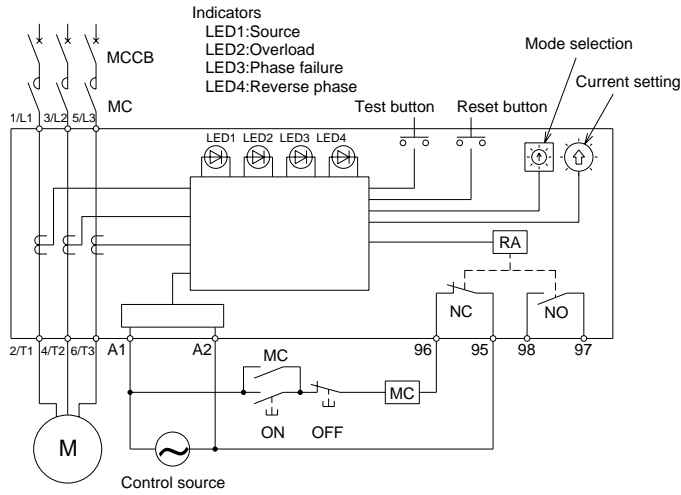 Indicators
LED1:Source
LED2:Overload
LED3:Phase failure
LED4:Reverse phase
MCCB
MC
Mode selection
Current setting
Test button
Reset button
1/L1 3/L2 5/L3
LED1 LED2 LED3 LED4
RA
NC
NO
2/T1 4/T2 6/T3
A1
A2
96
95
98
97
MC
MC
ON
OFF
M
Control source